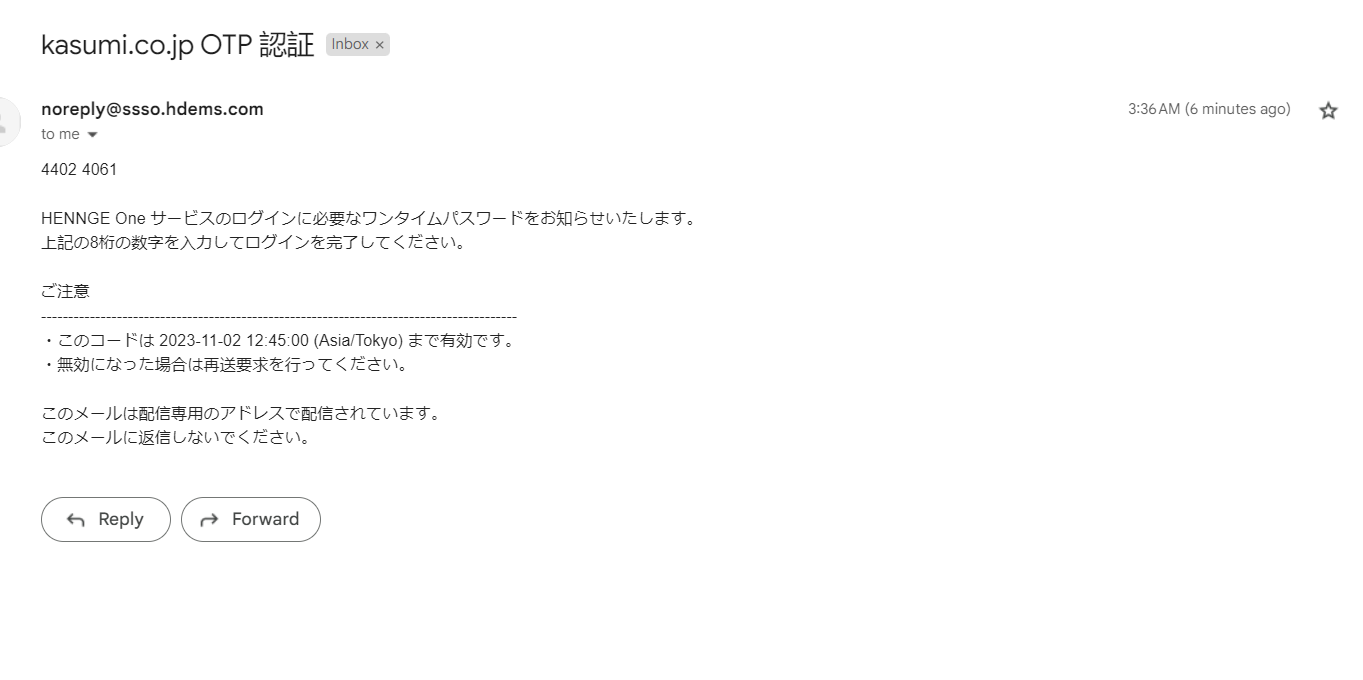 kasumi.co.jp OTP 認証 Inbox ×
noreply@ssso.hdems.com 3:36 AM (6 minutes ago)
to me
4402 4061
HENNGE One サービスのログインに必要なワンタイムパスワードをお知らせいたします。
上記の8桁の数字を入力してログインを完了してください。
ご注意
----------------------------------------------------------------------------------------
・このコードは 2023-11-02 12:45:00 (Asia/Tokyo) まで有効です。
・無効になった場合は再送要求を行ってください。
このメールは配信専用のアドレスで配信されています。
このメールに返信しないでください。
Reply Forward